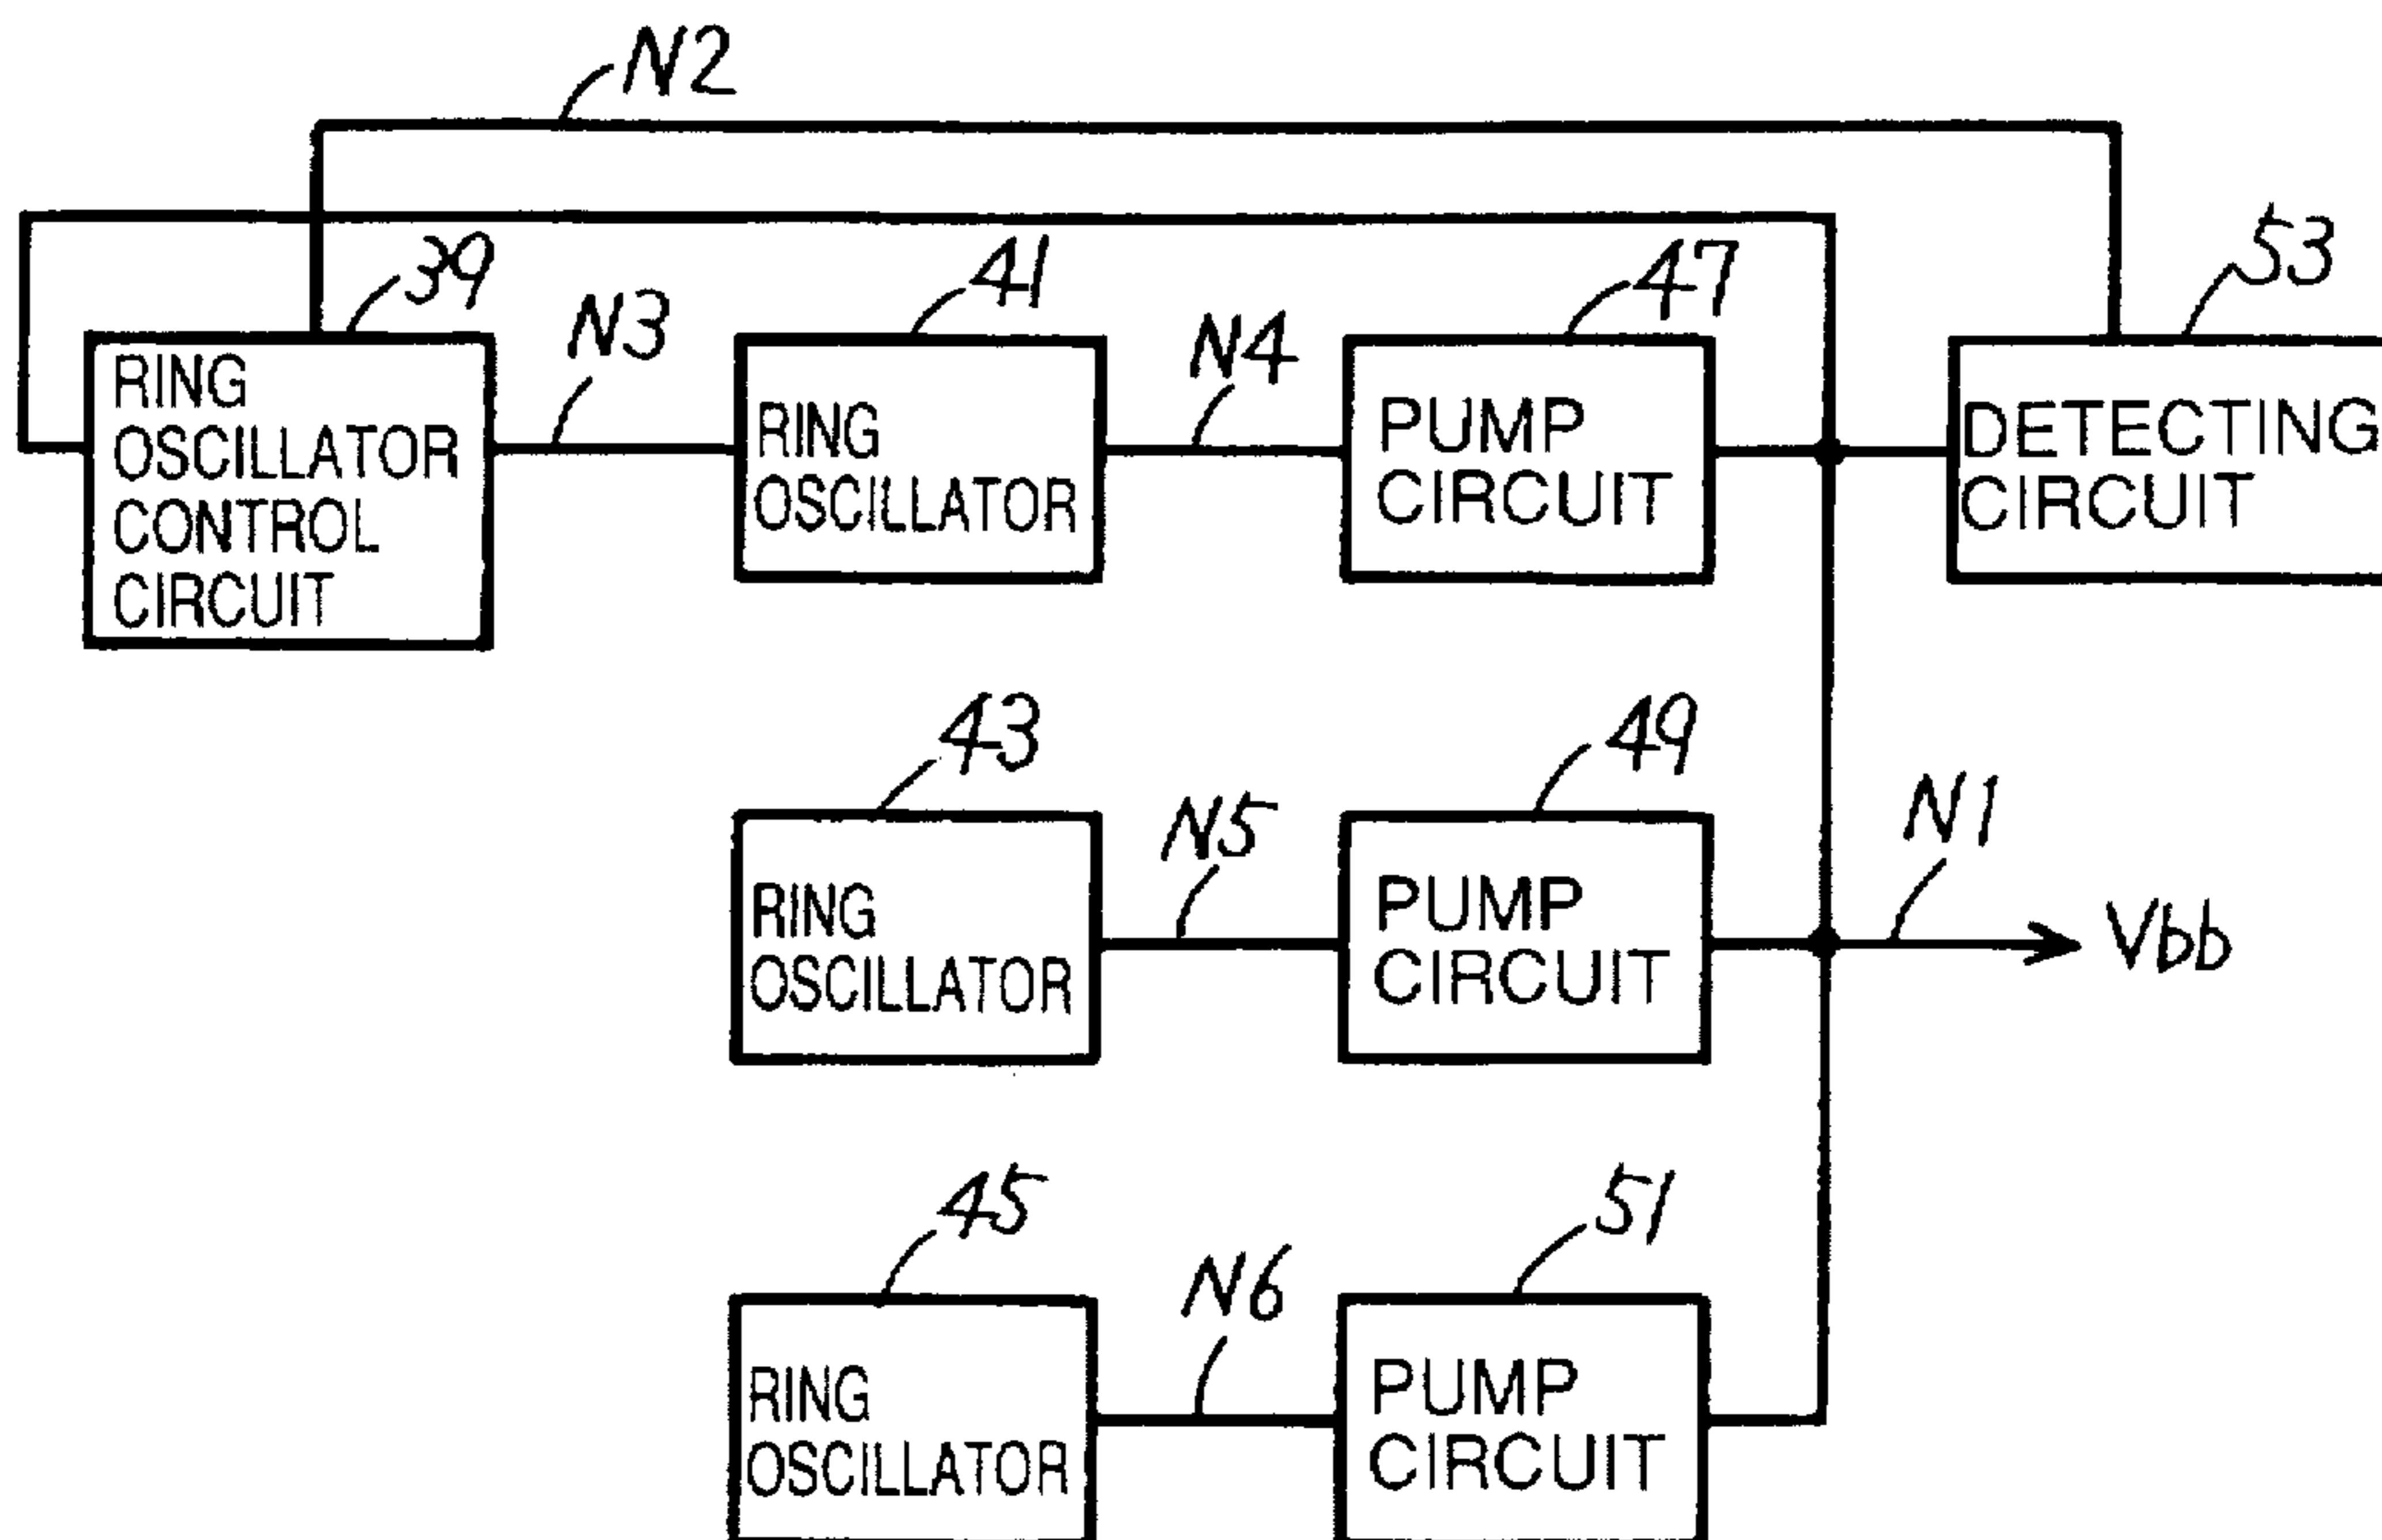 N2
39
N3
41
N4
47
53
RING
OSCILLATOR
CONTROL
CIRCUIT
RING
OSCILLATOR
PUMP
CIRCUIT
DETECTING
CIRCUIT
43
N5
49
N1
RING
OSCILLATOR
PUMP
CIRCUIT
Vbb
45
N6
51
RING
OSCILLATOR
PUMP
CIRCUIT